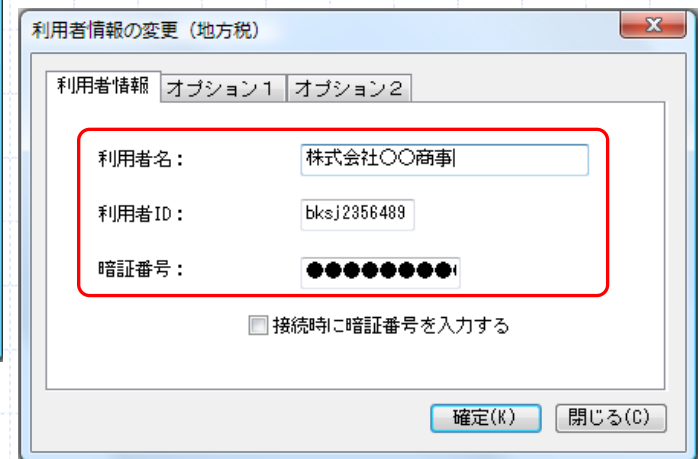 利用者情報の変更（地方税）
利用者情報 オプション１ オプション２
利用者名： 株式会社〇〇商事
利用者ID： bksj2356489
暗証番号： ●●●●●●●●
接続時に暗証番号を入力する
確定(K) 閉じる(C)